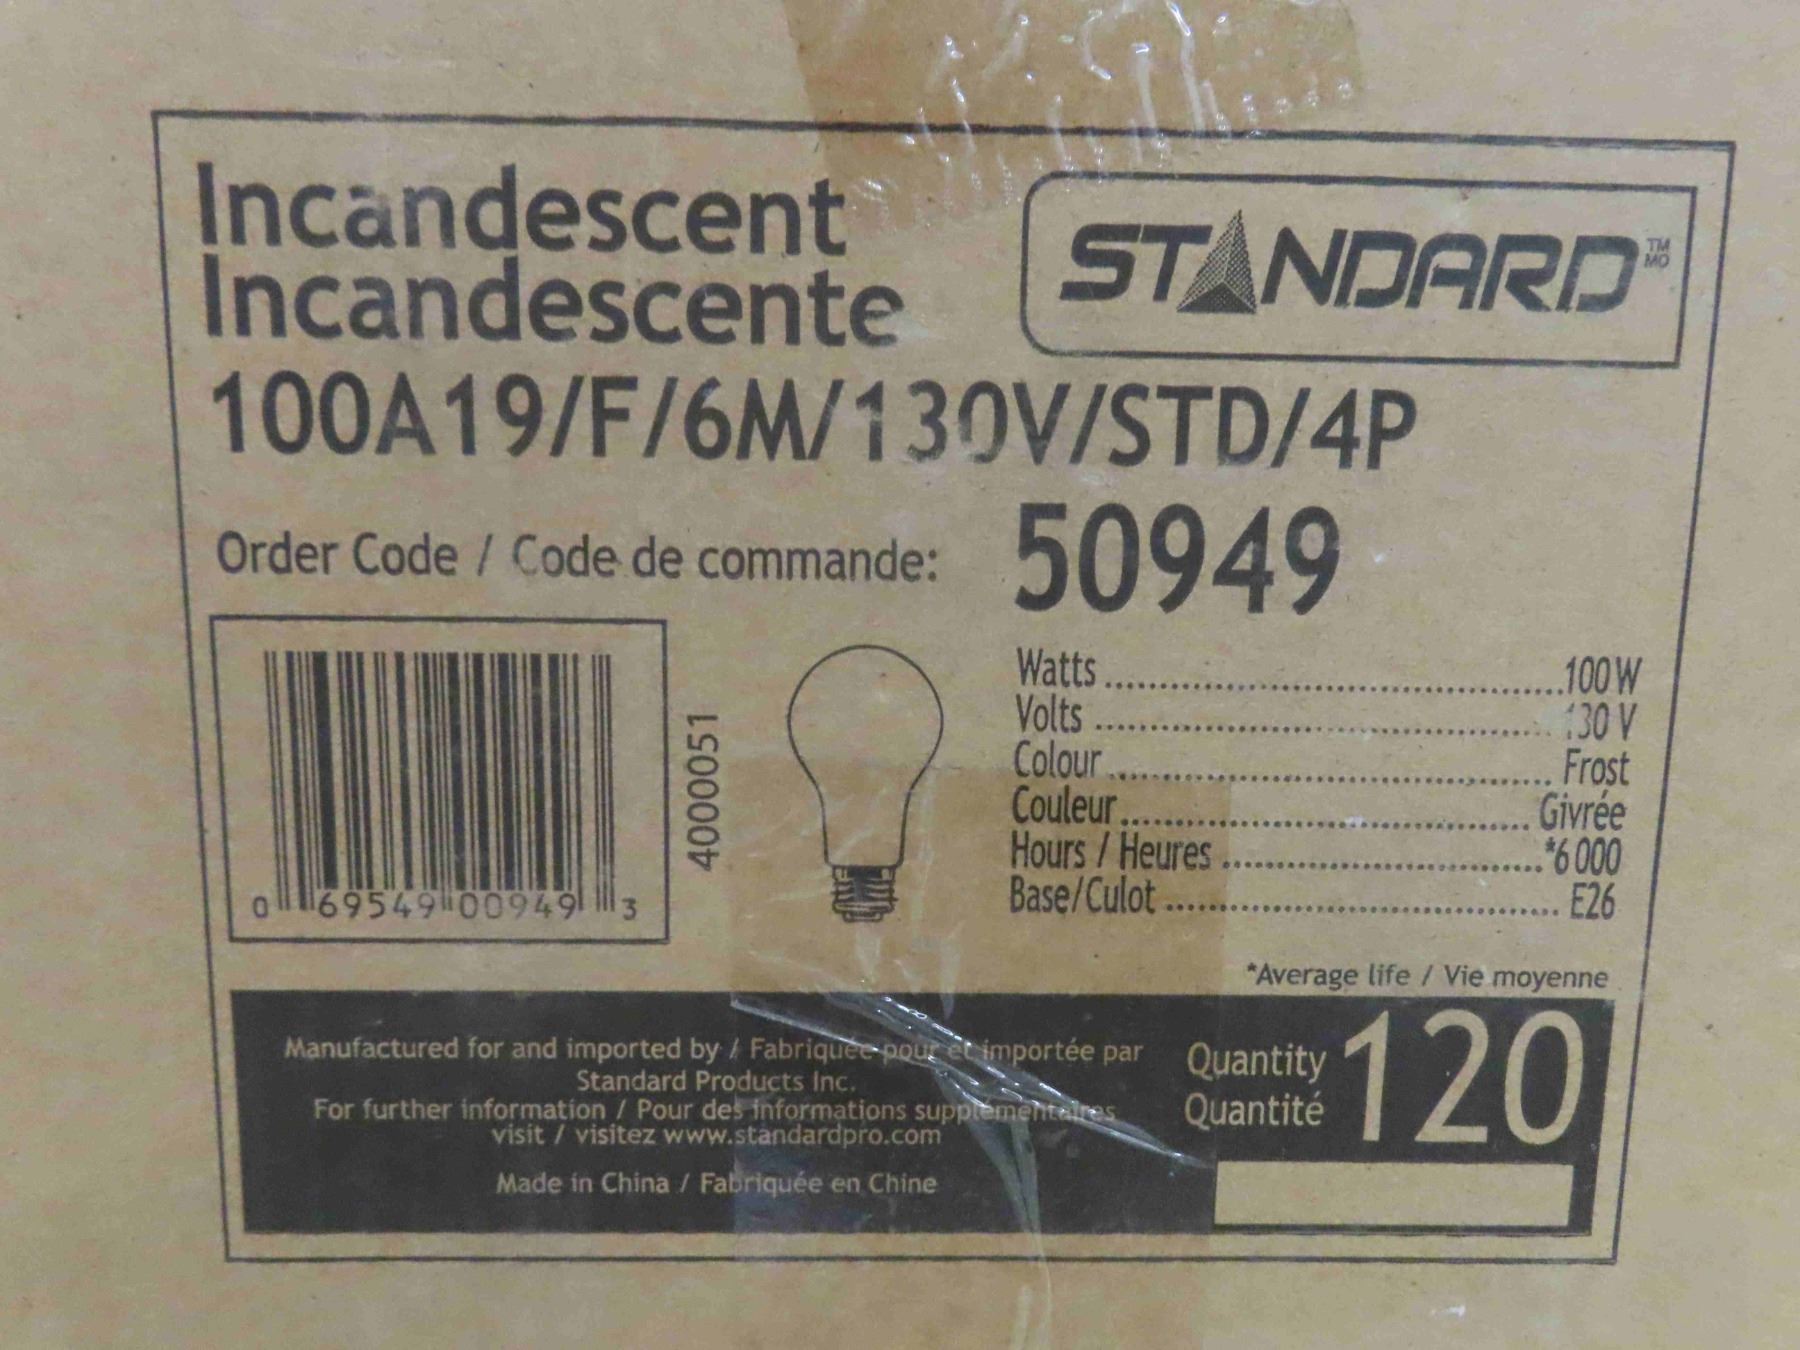 Incandescent
Incandescente
STANDARD TM MO
100A19/F/6M/130V/STD/4P
Order Code / Code de commande: 50949
0 69549 00949 3
4000051
Watts ........ 100W
Volts ........ 130 V
Colour ........ Frost
Couleur ........ Givrée
Hours / Heures ........ *6 000
Base/Culot ........ E26
*Average life / Vie moyenne
Manufactured for and imported by / Fabriquée pour et importée par
Standard Products Inc.
For further information / Pour des informations supplémentaires
visit / visitez www.standardpro.com
Made in China / Fabriquée en Chine
Quantity
Quantité
120